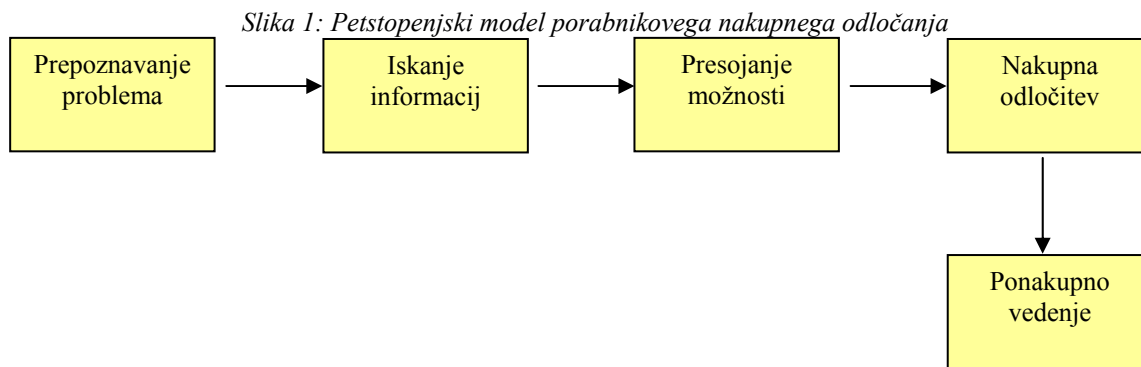 Slika 1: Petstopenjski model porabnikovega nakupnega odločanja
Prepoznavanje
problema
Iskanje
informacij
Presojanje
možnosti
Nakupna
odločitev
Ponakupno
vedenje